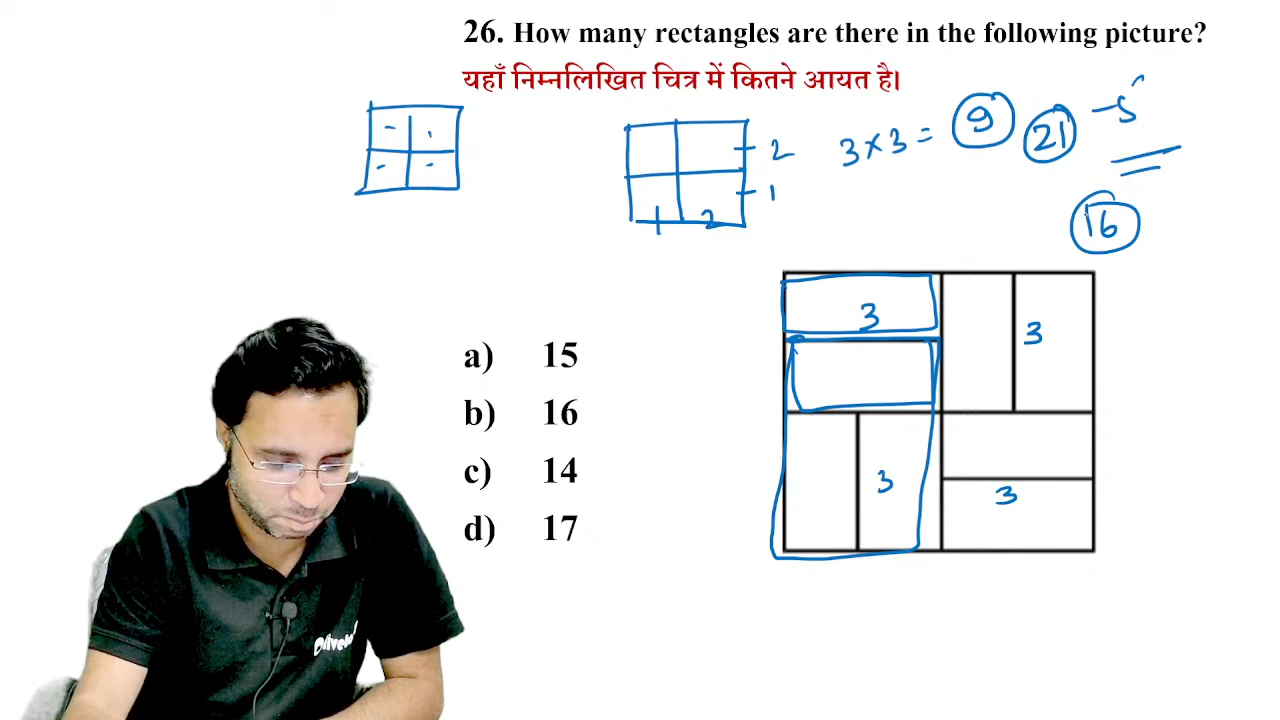 26. How many rectangles are there in the following picture?
यहाँ निम्नलिखित चित्र में कितने आयत है।
3 × 3 = 9 21 -5
2
1
1 2
16
3
3
3
3
a) 15
b) 16
c) 14
d) 17